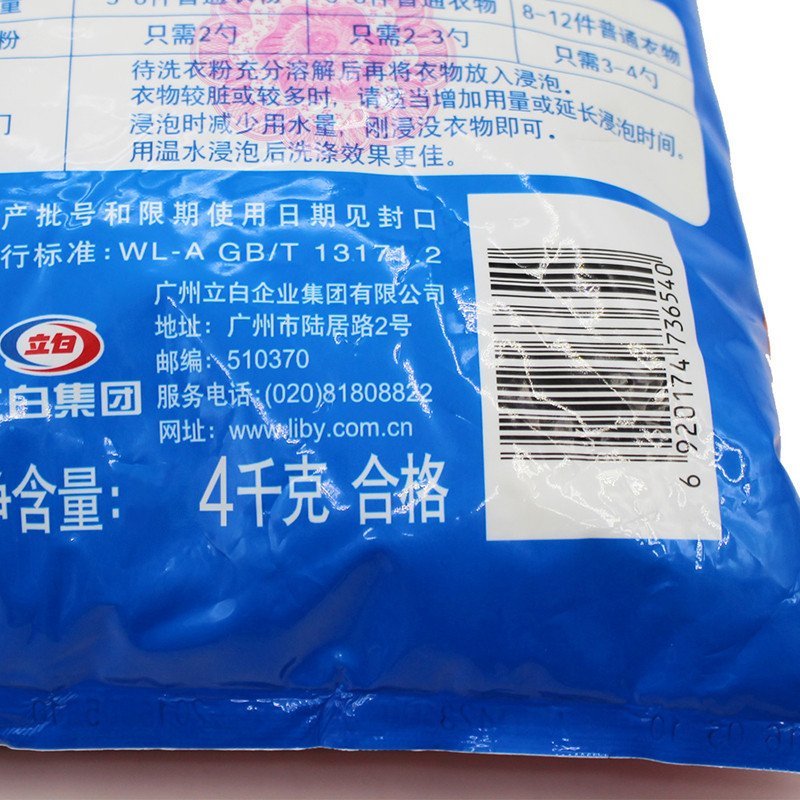 量
8-12件普通衣物
粉
只需2勺
只需2-3勺
只需3-4勺
待洗衣粉充分溶解后再将衣物放入浸泡.
衣物较脏或较多时，请适当增加用量或延长浸泡时间。
浸泡时减少用水量，刚浸没衣物即可.
用温水浸泡后洗涤效果更佳。
产批号和限期使用日期见封口
行标准:WL-A GB/T 13171.2
广州立白企业集团有限公司
地址: 广州市陆居路2号
邮编: 510370
服务电话:(020)81808822
网址: www.liby.com.cn
立白
立白集团
净含量: 4千克 合格
6 920174 736540